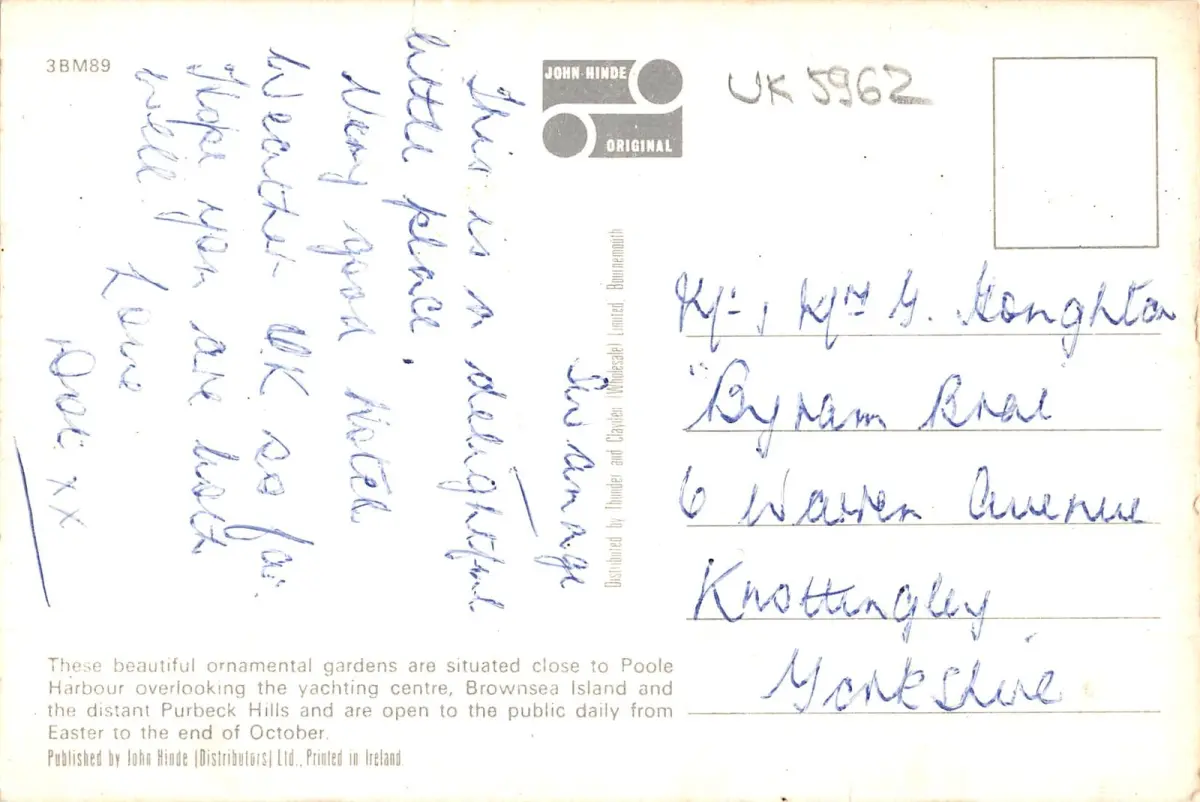 3BM89
JOHN HINDE
ORIGINAL
UK 5962
Swanage
This is a delightful
little place.
Very good Hotel
Weather OK so far.
Hope you are both
well.
Love
Dot. xx
Distributed by Thunder and Clayden (Wholesale) Limited, Bournemouth
Mr, Mrs G. Houghton
"Byram Brae"
6 Warren Avenue
Knottingley
Yorkshire
These beautiful ornamental gardens are situated close to Poole
Harbour overlooking the yachting centre, Brownsea Island and
the distant Purbeck Hills and are open to the public daily from
Easter to the end of October.
Published by John Hinde (Distributors) Ltd., Printed in Ireland.